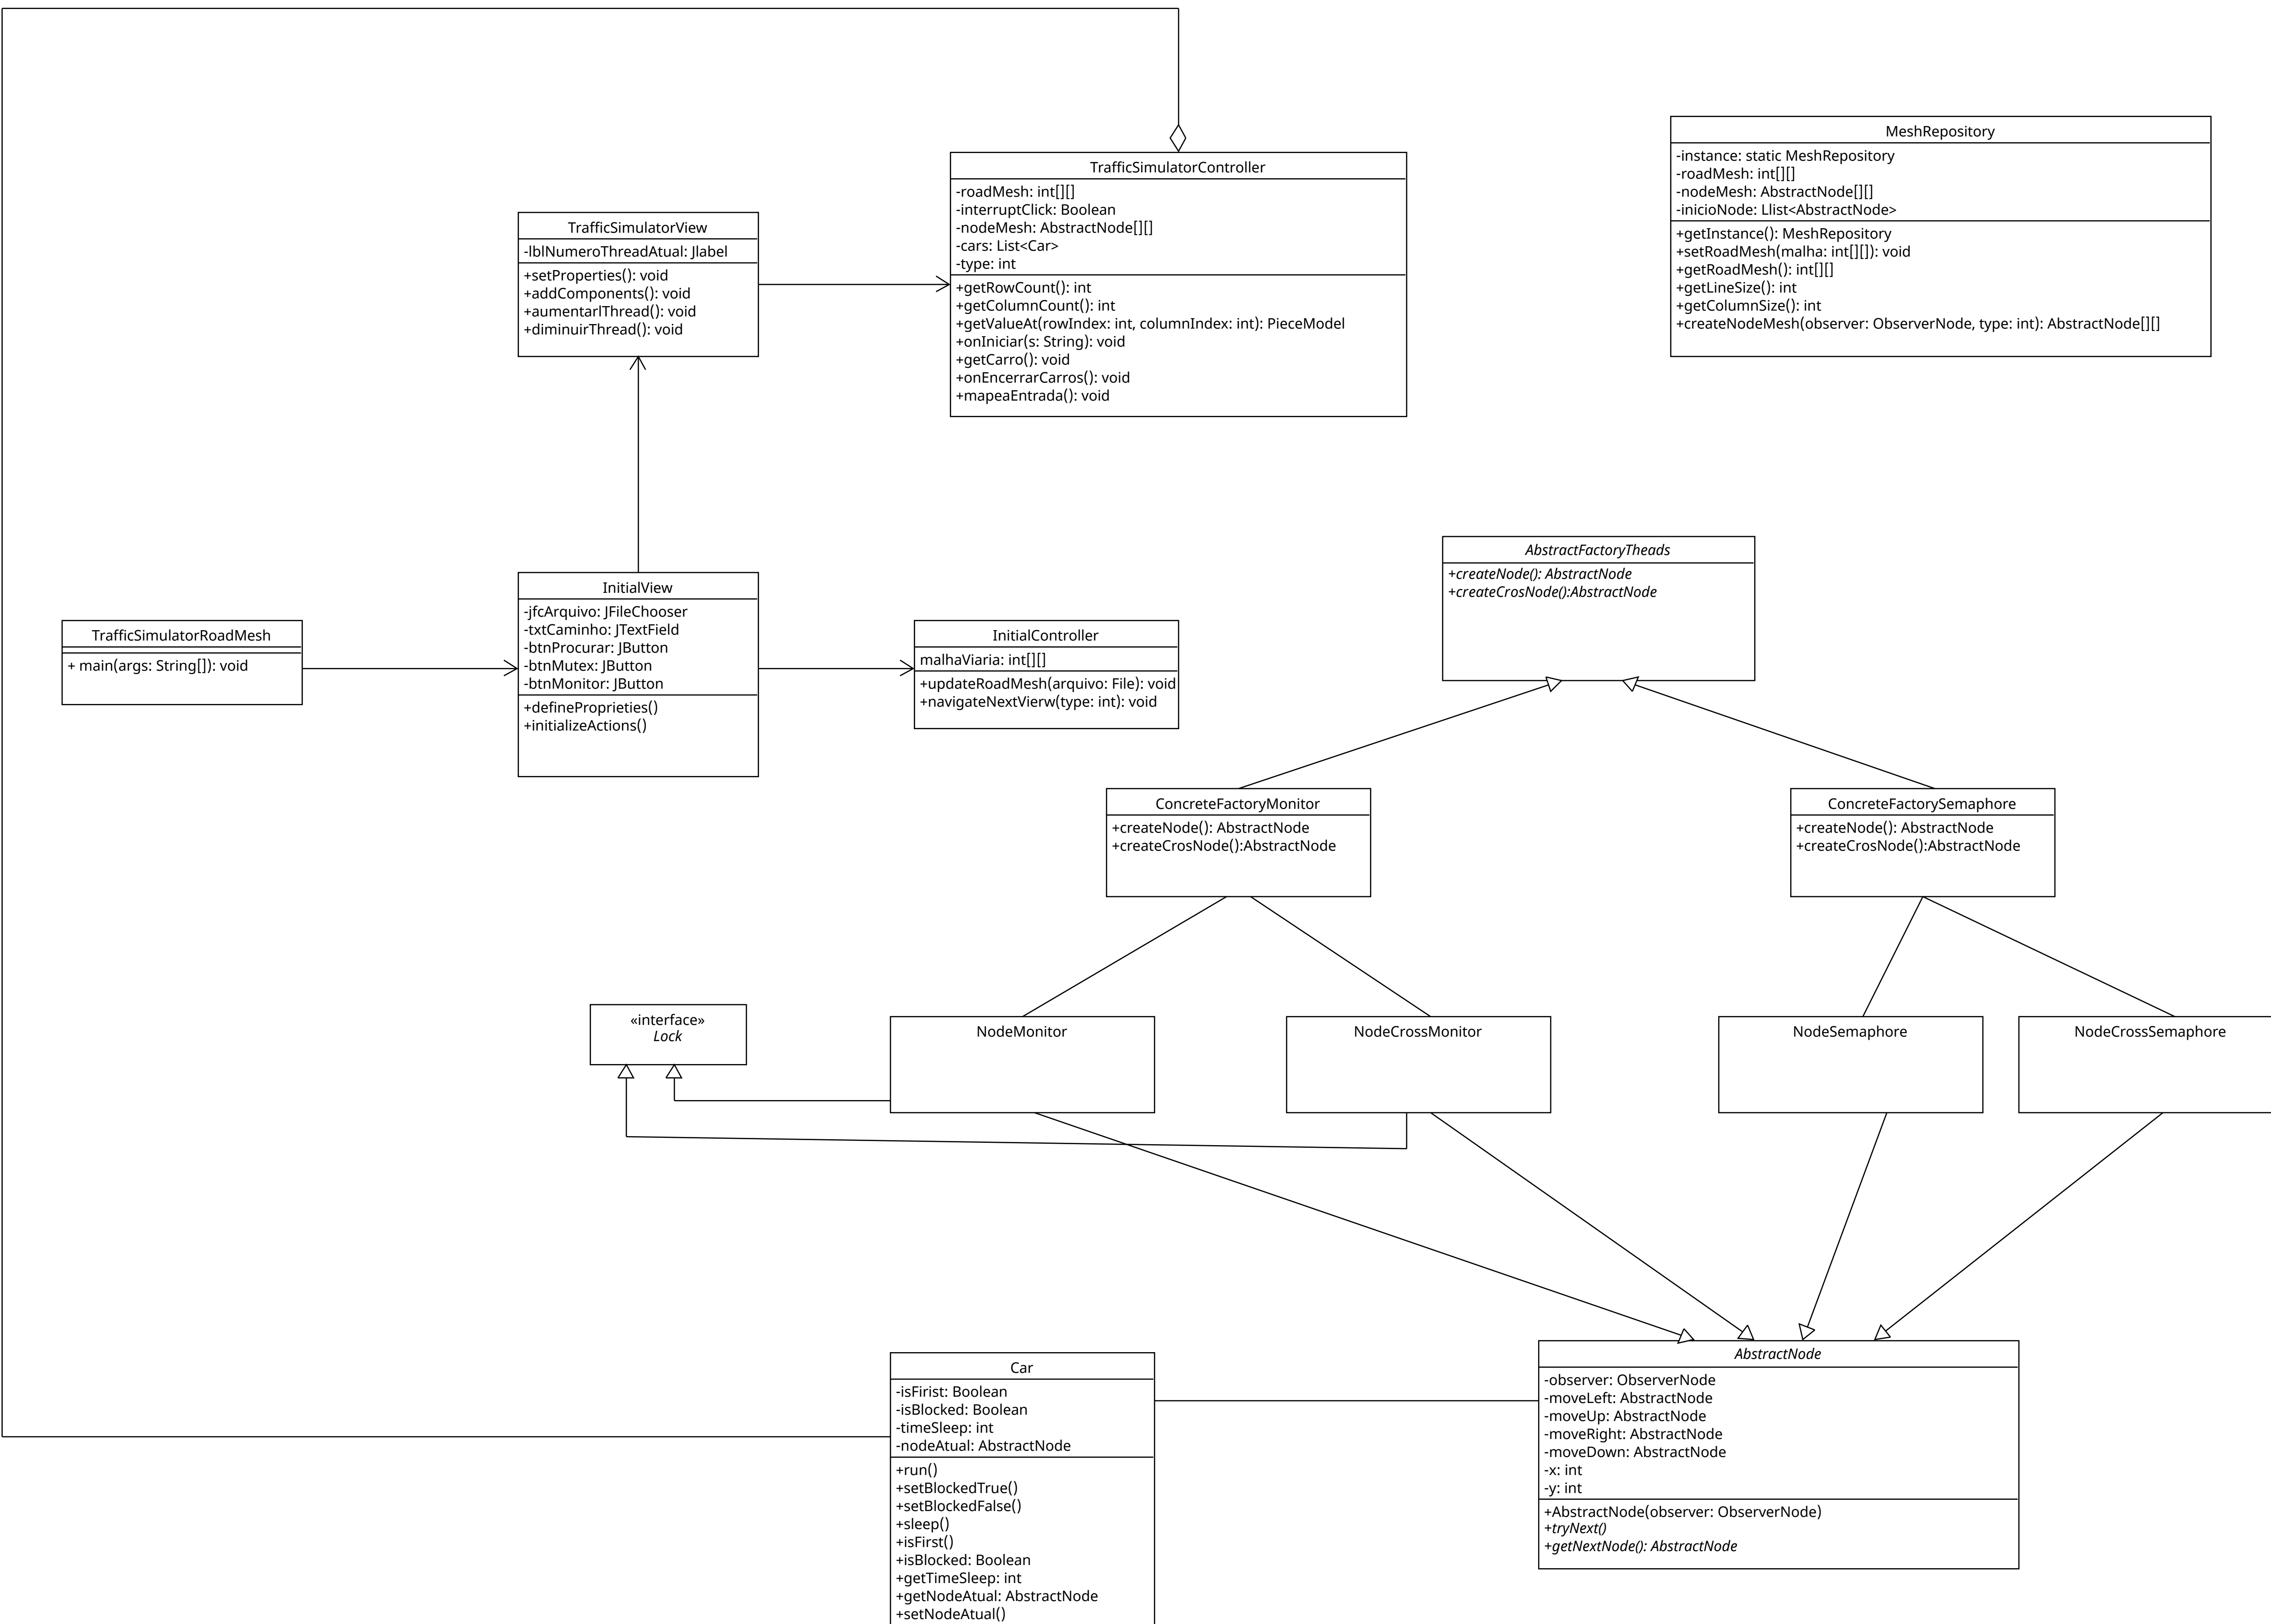 MeshRepository
-instance: static MeshRepository
-roadMesh: int[][]
-nodeMesh: AbstractNode[][]
-inicioNode: Llist<AbstractNode>
+getInstance(): MeshRepository
+setRoadMesh(malha: int[][]): void
+getRoadMesh(): int[][]
+getLineSize(): int
+getColumnSize(): int
+createNodeMesh(observer: ObserverNode, type: int): AbstractNode[][]
TrafficSimulatorController
-roadMesh: int[][]
-interruptClick: Boolean
-nodeMesh: AbstractNode[][]
-cars: List<Car>
-type: int
+getRowCount(): int
+getColumnCount(): int
+getValueAt(rowIndex: int, columnIndex: int): PieceModel
+onIniciar(s: String): void
+getCarro(): void
+onEncerrarCarros(): void
+mapeaEntrada(): void
TrafficSimulatorView
-lblNumeroThreadAtual: Jlabel
+setProperties(): void
+addComponents(): void
+aumentarlThread(): void
+diminuirThread(): void
AbstractFactoryTheads
+createNode(): AbstractNode
+createCrosNode():AbstractNode
InitialView
-jfcArquivo: JFileChooser
-txtCaminho: JTextField
-btnProcurar: JButton
-btnMutex: JButton
-btnMonitor: JButton
+defineProprieties()
+initializeActions()
TrafficSimulatorRoadMesh
+ main(args: String[]): void
InitialController
malhaViaria: int[][]
+updateRoadMesh(arquivo: File): void
+navigateNextVierw(type: int): void
ConcreteFactoryMonitor
+createNode(): AbstractNode
+createCrosNode():AbstractNode
ConcreteFactorySemaphore
+createNode(): AbstractNode
+createCrosNode():AbstractNode
«interface»
Lock
NodeMonitor
NodeCrossMonitor
NodeSemaphore
NodeCrossSemaphore
AbstractNode
-observer: ObserverNode
-moveLeft: AbstractNode
-moveUp: AbstractNode
-moveRight: AbstractNode
-moveDown: AbstractNode
-x: int
-y: int
+AbstractNode(observer: ObserverNode)
+tryNext()
+getNextNode(): AbstractNode
Car
-isFirist: Boolean
-isBlocked: Boolean
-timeSleep: int
-nodeAtual: AbstractNode
+run()
+setBlockedTrue()
+setBlockedFalse()
+sleep()
+isFirst()
+isBlocked: Boolean
+getTimeSleep: int
+getNodeAtual: AbstractNode
+setNodeAtual()